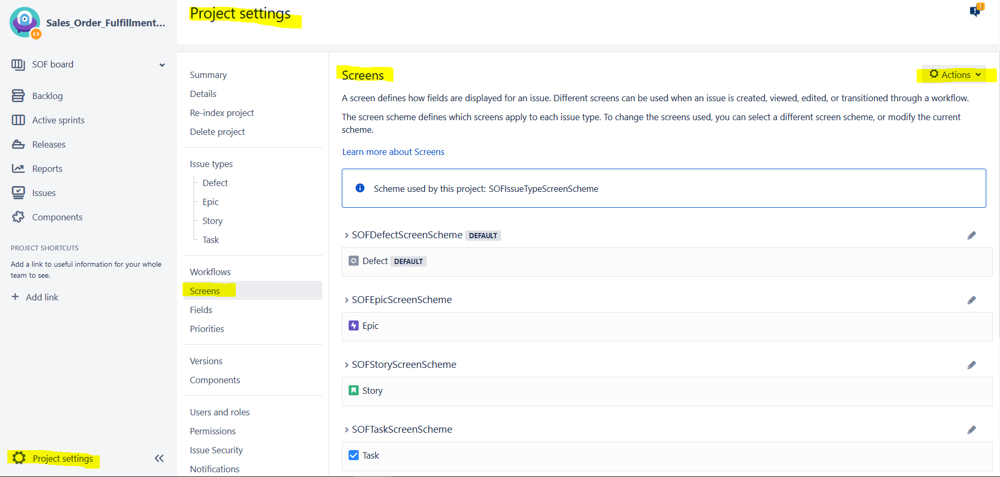 Sales_Order_Fulfillment...
SOF board
Backlog
Active sprints
Releases
Reports
Issues
Components
PROJECT SHORTCUTS
Add a link to useful information for your whole
team to see.
+ Add link
Project settings
Project settings
1
Summary
Details
Re-index project
Delete project
Issue types
Defect
Epic
Story
Task
Workflows
Screens
Fields
Priorities
Versions
Components
Users and roles
Permissions
Issue Security
Notifications
Screens
Actions
A screen defines how fields are displayed for an issue. Different screens can be used when an issue is created, viewed, edited, or transitioned through a workflow.
The screen scheme defines which screens apply to each issue type. To change the screens used, you can select a different screen scheme, or modify the current
scheme.
Learn more about Screens
Scheme used by this project: SOFIssueTypeScreenScheme
SOFDefectScreenScheme DEFAULT
Defect DEFAULT
SOFEpicScreenScheme
Epic
SOFStoryScreenScheme
Story
SOFTaskScreenScheme
Task